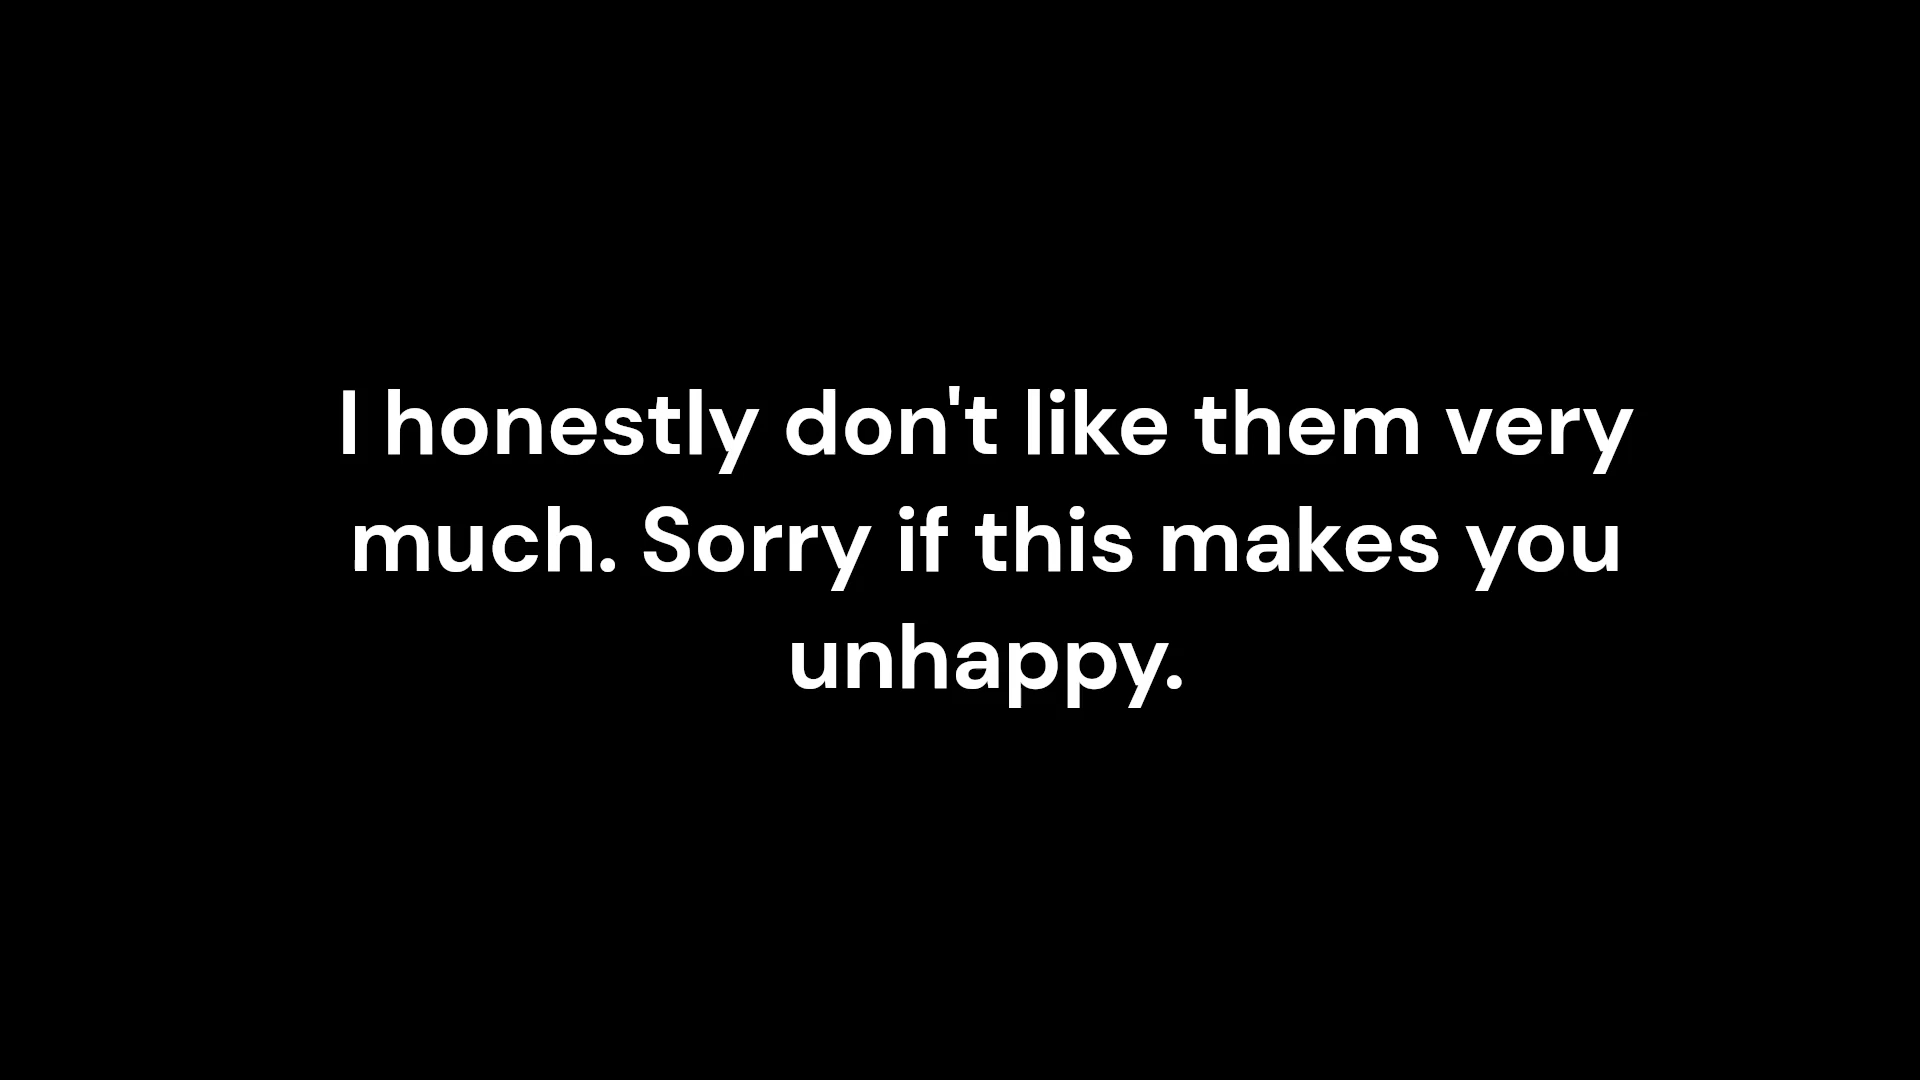 I honestly don't like them very
much. Sorry if this makes you
unhappy.